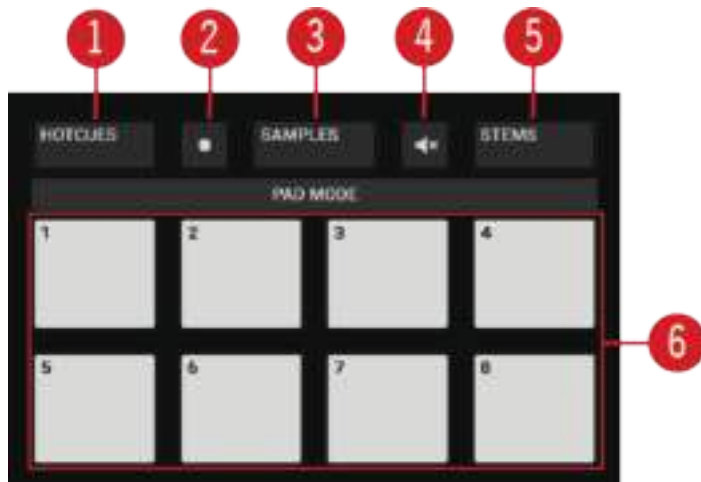 1 2 3 4 5
HOTCUES SAMPLES STEMS
PAD MODE
1 2 3 4
6
5 6 7 8